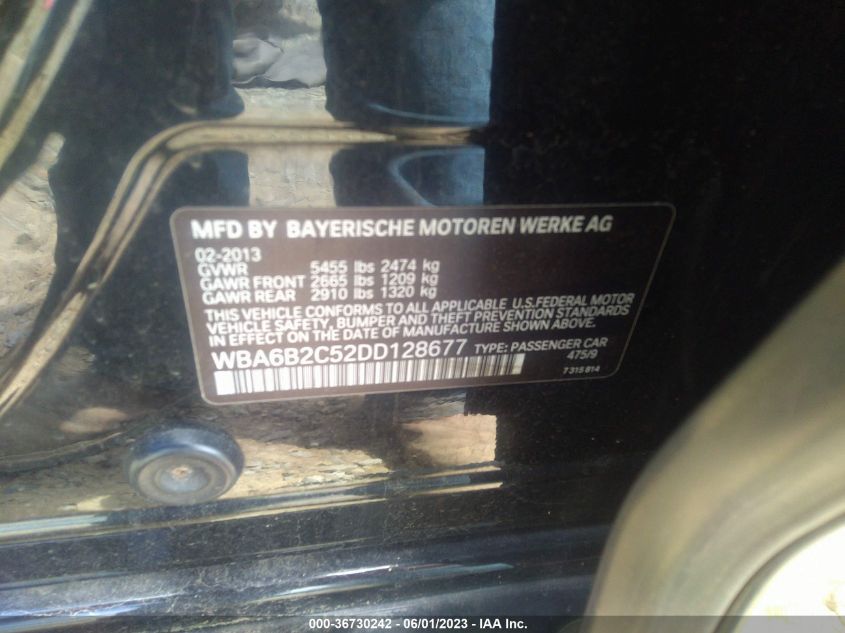 MFD BY BAYERISCHE MOTOREN WERKE AG
02-2013
GVWR 5455 lbs 2474 kg
GAWR FRONT 2665 lbs 1209 kg
GAWR REAR 2910 lbs 1320 kg
THIS VEHICLE CONFORMS TO ALL APPLICABLE U.S.FEDERAL MOTOR
VEHICLE SAFETY, BUMPER AND THEFT PREVENTION STANDARDS
IN EFFECT ON THE DATE OF MANUFACTURE SHOWN ABOVE.
WBA6B2C52DD128677 TYPE: PASSENGER CAR
475/9
7 315 814
000-36730242 - 06/01/2023 - IAA Inc.